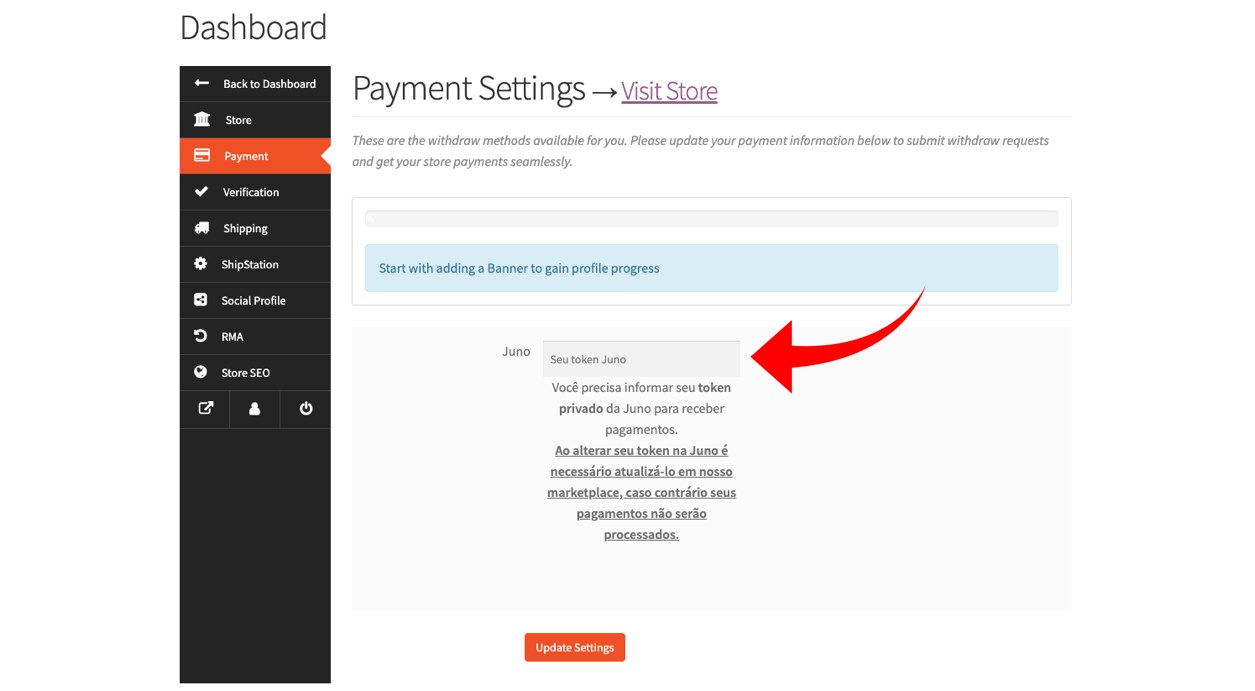 Dashboard
Back to Dashboard
Store
Payment
Verification
Shipping
ShipStation
Social Profile
RMA
Store SEO
Payment Settings → Visit Store
These are the withdraw methods available for you. Please update your payment information below to submit withdraw requests
and get your store payments seamlessly.
Start with adding a Banner to gain profile progress
Juno
Seu token Juno
Você precisa informar seu token
privado da Juno para receber
pagamentos.
Ao alterar seu token na Juno é
necessário atualizá-lo em nosso
marketplace, caso contrário seus
pagamentos não serão
processados.
Update Settings